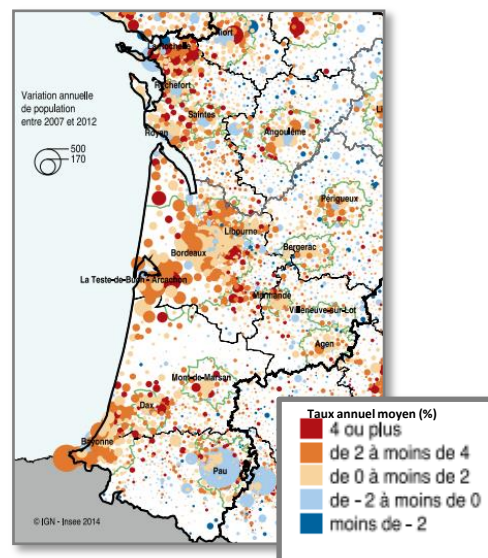 Niort
La Rochelle
Rochefort
Variation annuelle
de population
entre 2007 et 2012
Saintes
Angoulême
Royan
500
170
Périgueux
Libourne
Bordeaux
Bergerac
La Teste-de-Buch - Arcachon
Marmande
Villeneuve-sur-Lot
Agen
Mont-de-Marsan
Dax
Bayonne
Pau
© IGN - Insee 2014
Taux annuel moyen (%)
4 ou plus
de 2 à moins de 4
de 0 à moins de 2
de - 2 à moins de 0
moins de - 2